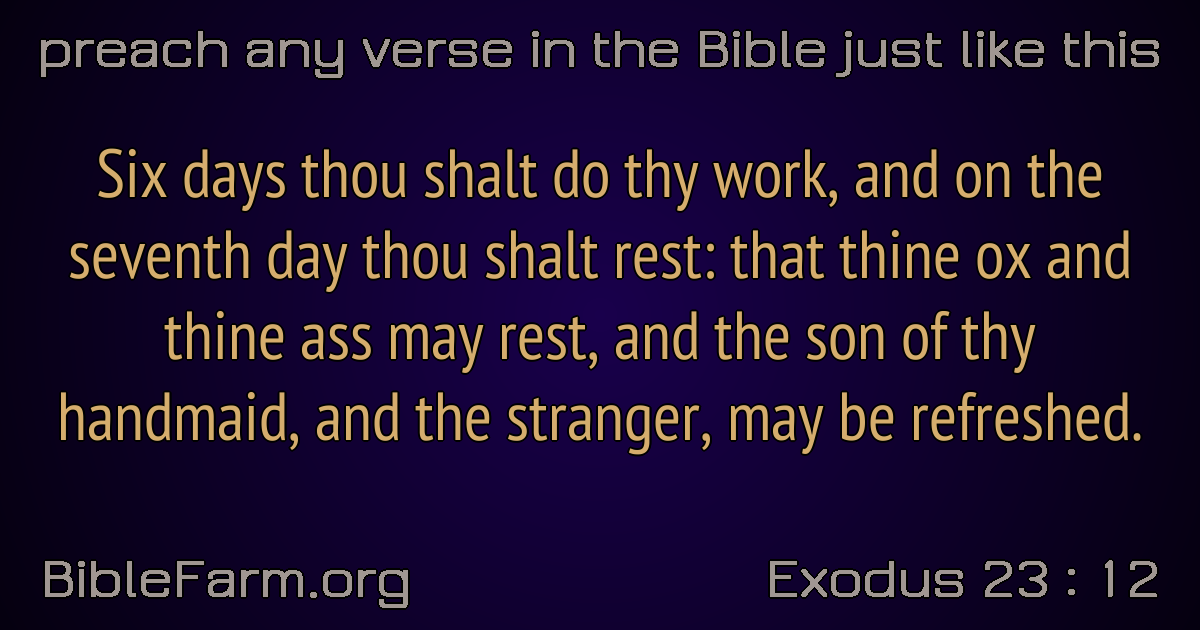 preach any verse in the Bible just like this
Six days thou shalt do thy work, and on the
seventh day thou shalt rest: that thine ox and
thine ass may rest, and the son of thy
handmaid, and the stranger, may be refreshed.
BibleFarm.org
Exodus 23 : 12